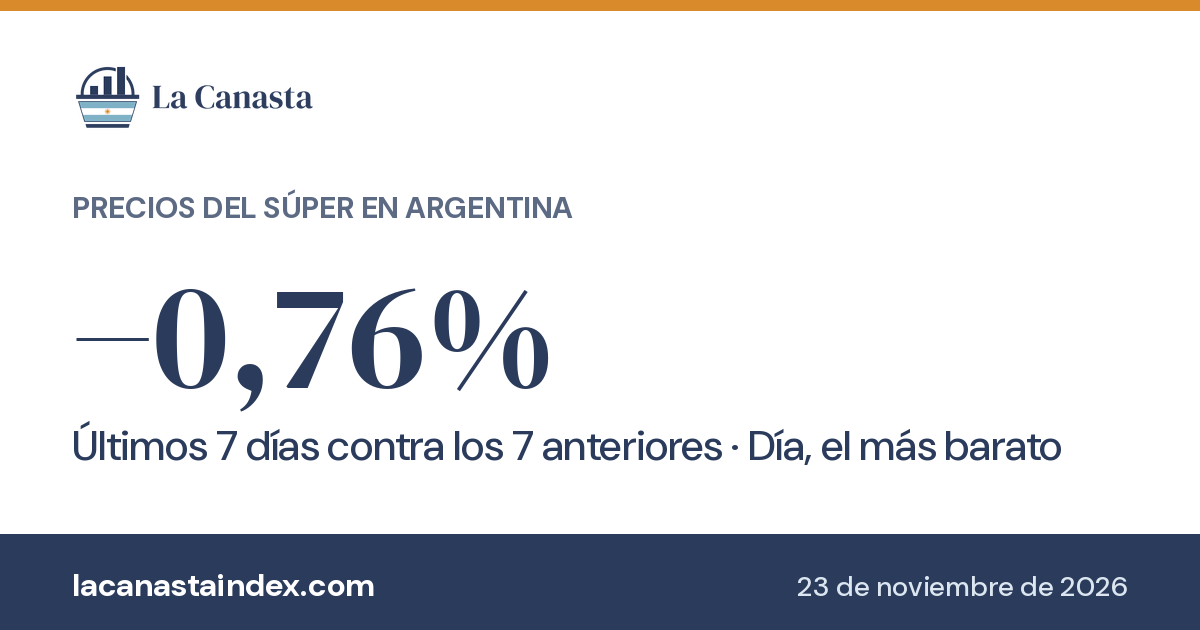 La Canasta
PRECIOS DEL SÚPER EN ARGENTINA
—0,76%
Últimos 7 días contra los 7 anteriores · Día, el más barato
lacanastaindex.com
23 de noviembre de 2026